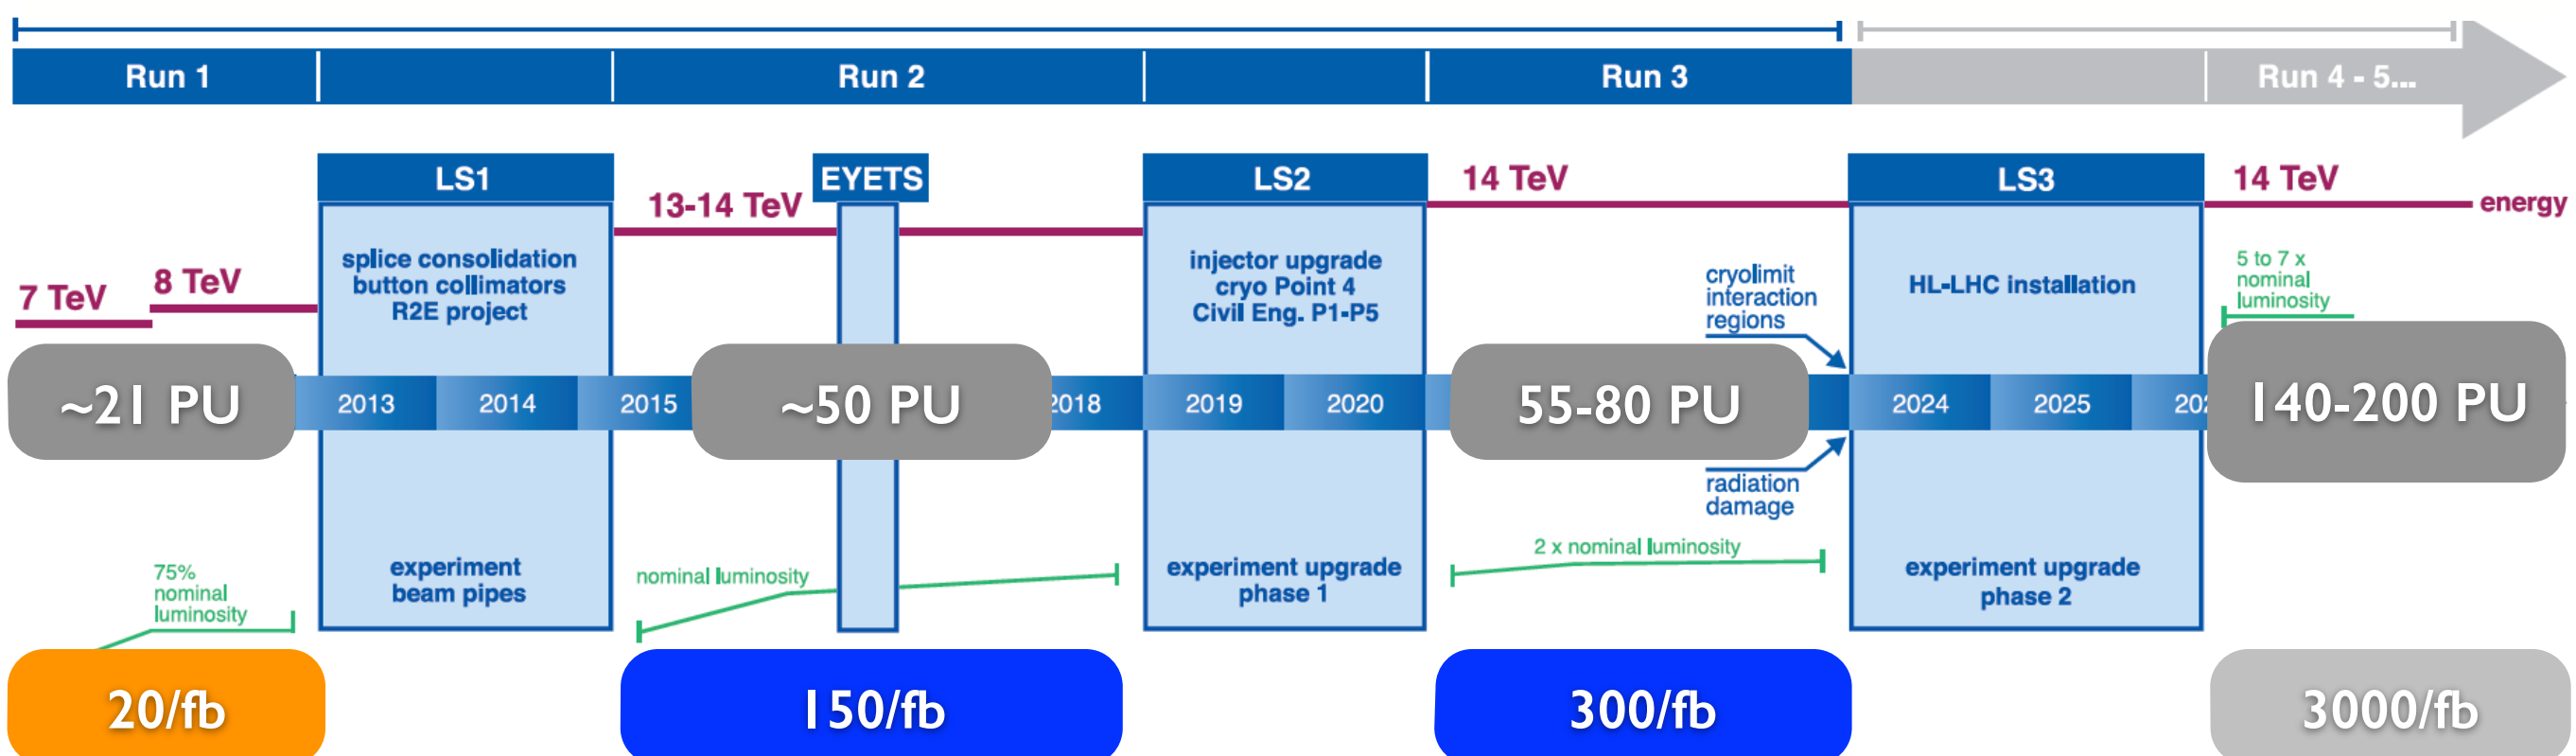 Run 1
Run 2
Run 3
Run 4 - 5...
LS1
EYETS
LS2
14 TeV
LS3
14 TeV
13-14 TeV
energy
7 TeV
8 TeV
splice consolidation
button collimators
R2E project
injector upgrade
cryo Point 4
Civil Eng. P1-P5
cryolimit
interaction
regions
HL-LHC installation
5 to 7 x
nominal
luminosity
~21 PU
2013
2014
2015
~50 PU
2018
2019
2020
55-80 PU
2024
2025
140-200 PU
radiation
damage
75%
nominal
luminosity
experiment
beam pipes
nominal luminosity
experiment upgrade
phase 1
2 x nominal luminosity
experiment upgrade
phase 2
20/fb
150/fb
300/fb
3000/fb